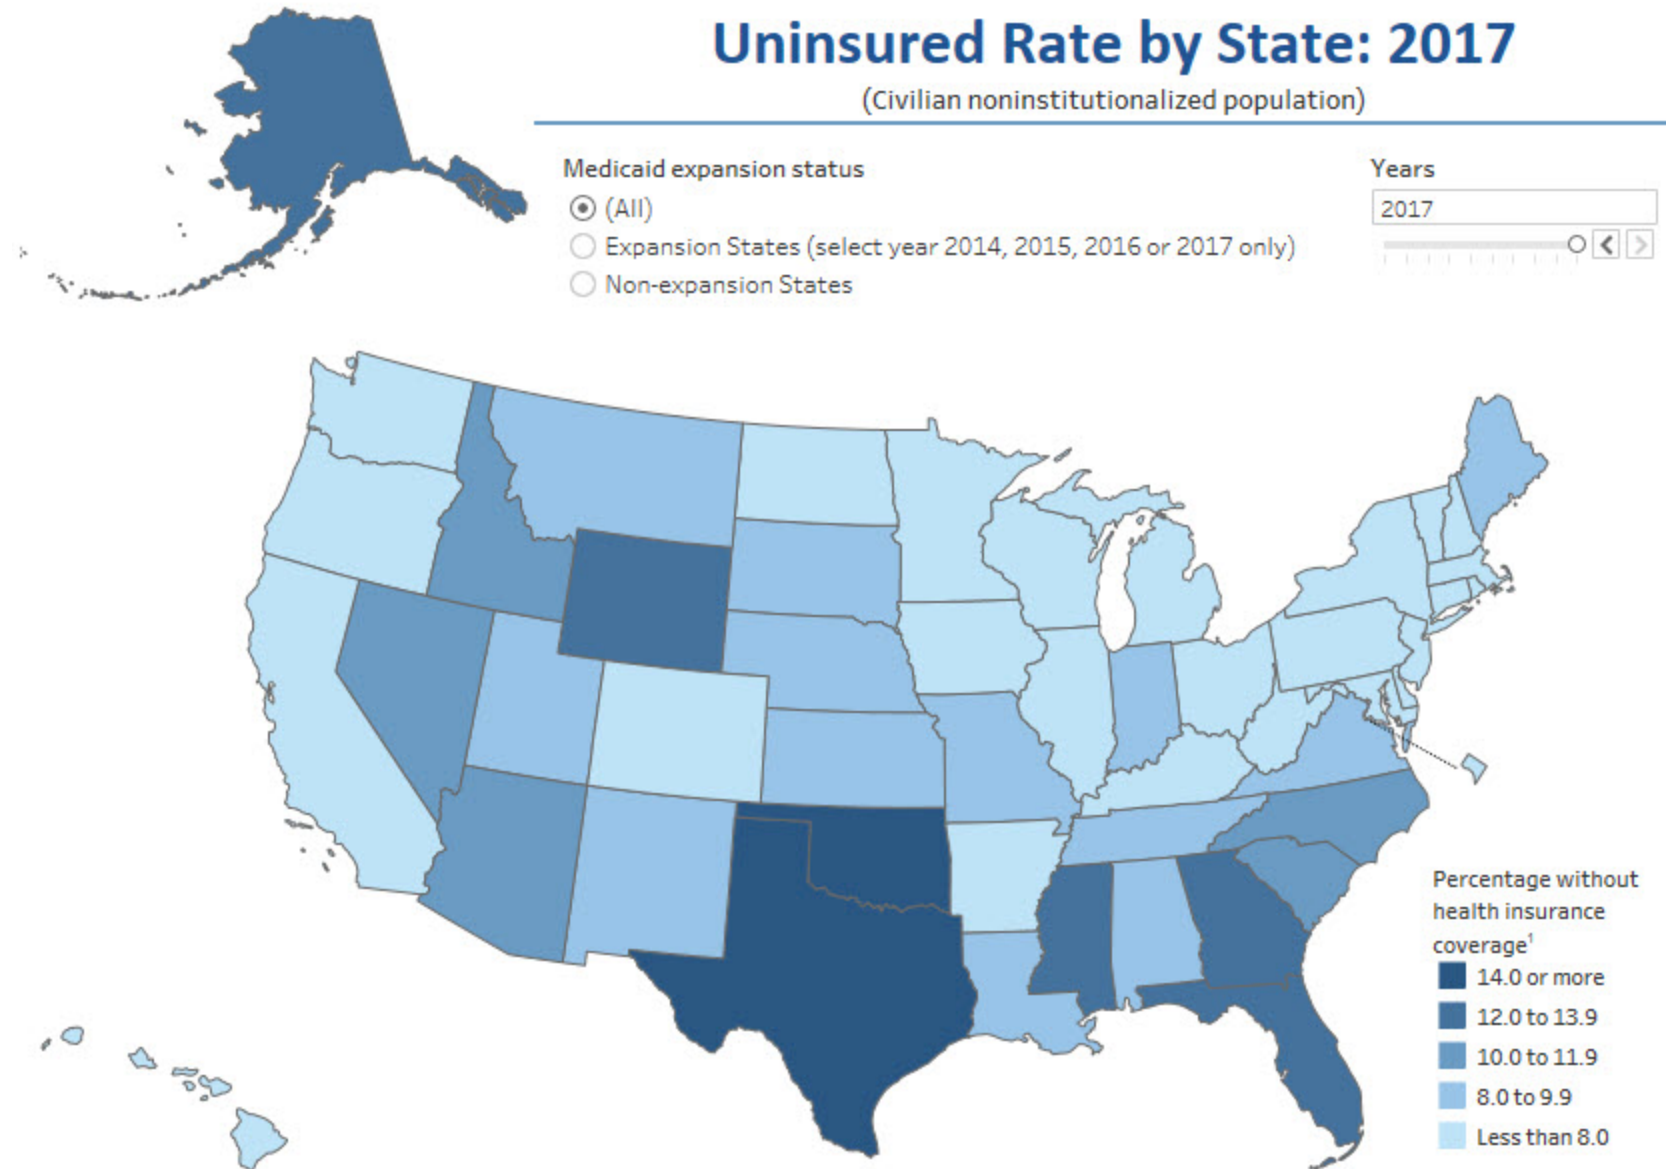 Uninsured Rate by State: 2017
(Civilian noninstitutionalized population)
Medicaid expansion status
(All)
Expansion States (select year 2014, 2015, 2016 or 2017 only)
Non-expansion States
Years
2017
Percentage without
health insurance
coverage¹
14.0 or more
12.0 to 13.9
10.0 to 11.9
8.0 to 9.9
Less than 8.0